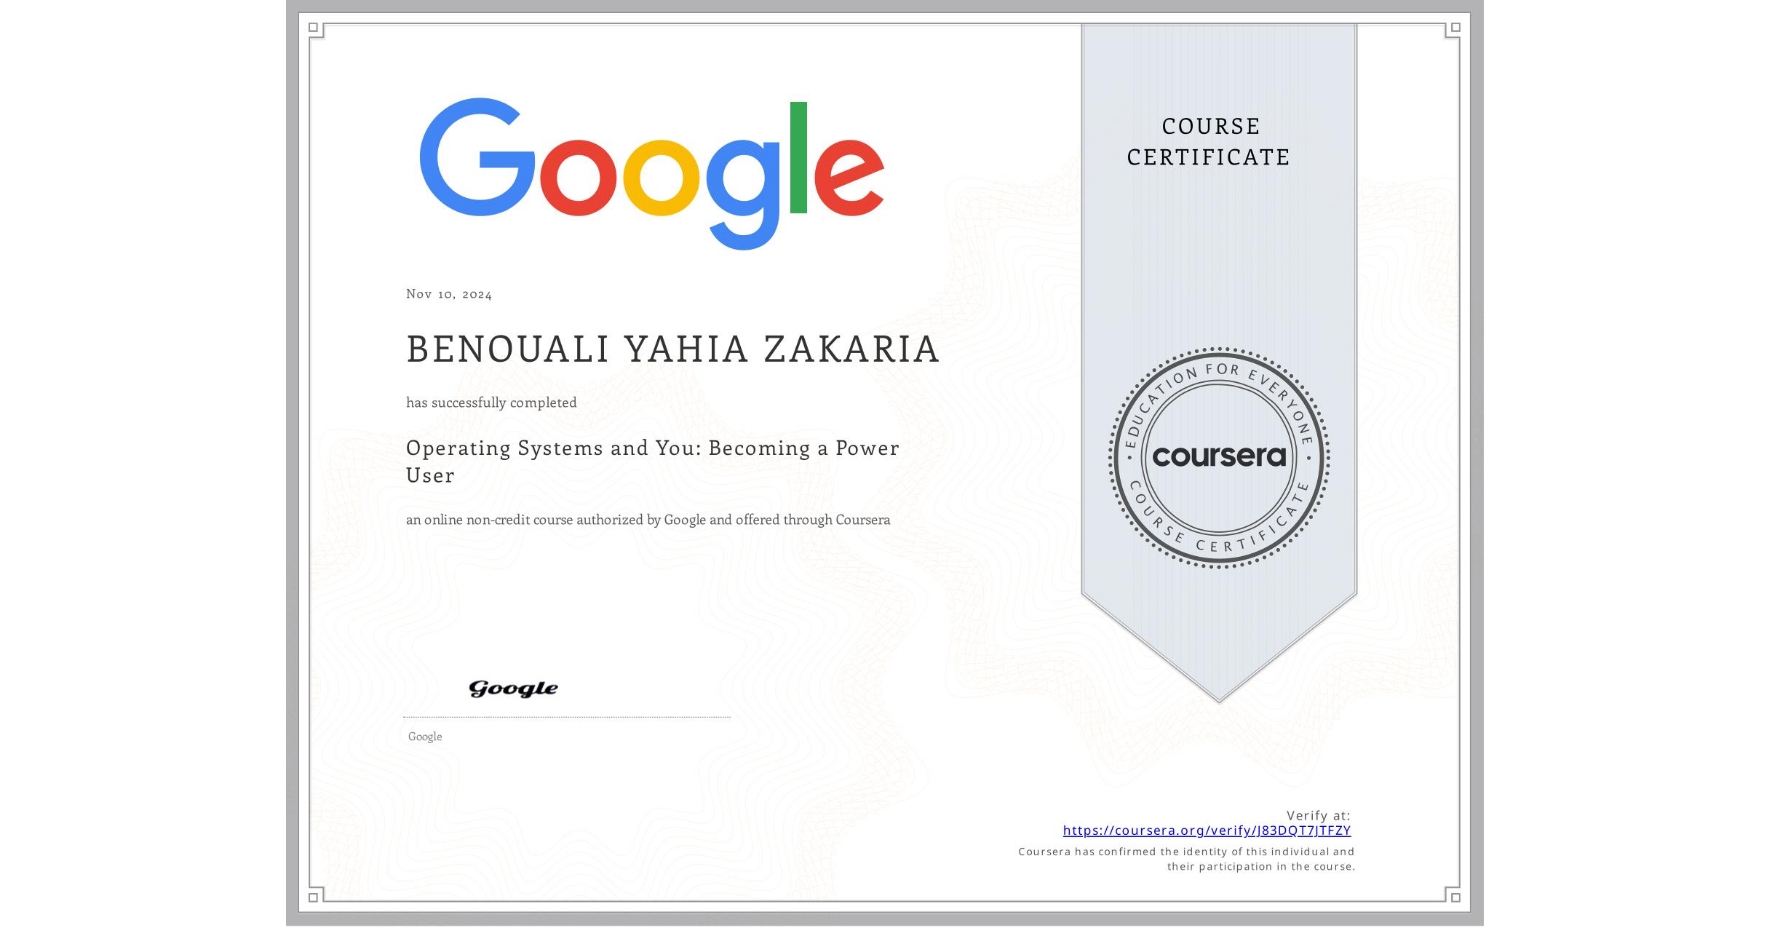 Google
COURSE
CERTIFICATE
Nov 10, 2024
BENOUALI YAHIA ZAKARIA
has successfully completed
Operating Systems and You: Becoming a Power
User
an online non-credit course authorized by Google and offered through Coursera
EDUCATION FOR EVERYONE
coursera
COURSE CERTIFICATE
Google
Google
Verify at:
https://coursera.org/verify/J83DQT7JTFZY
Coursera has confirmed the identity of this individual and
their participation in the course.